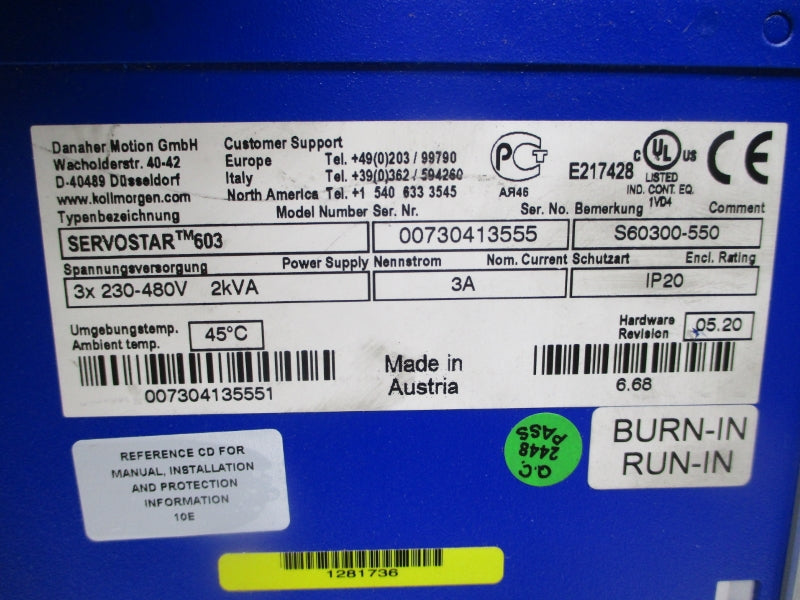 Danaher Motion GmbH
Wacholderstr. 40-42
D-40489 Düsseldorf
www.kollmorgen.com
Customer Support
Europe Tel. +49(0)203 / 99790
Italy Tel. +39(0)362 / 594260
North America Tel. +1 540 633 3545
PCT
АЯ46
E217428
C UL US
LISTED
IND. CONT. EQ.
1VD4
CE
Typenbezeichnung Model Number Ser. Nr. Ser. No. Bemerkung Comment
SERVOSTAR™603 00730413555 S60300-550
Spannungsversorgung Power Supply Nennstrom Nom. Current Schutzart Encl. Rating
3x 230-480V 2kVA 3A IP20
Umgebungstemp.
Ambient temp.
45°C
Hardware
Revision
05.20
007304135551
Made in
Austria
6.68
REFERENCE CD FOR
MANUAL, INSTALLATION
AND PROTECTION
INFORMATION
10E
Q.C
2448
PASS
BURN-IN
RUN-IN
1281736